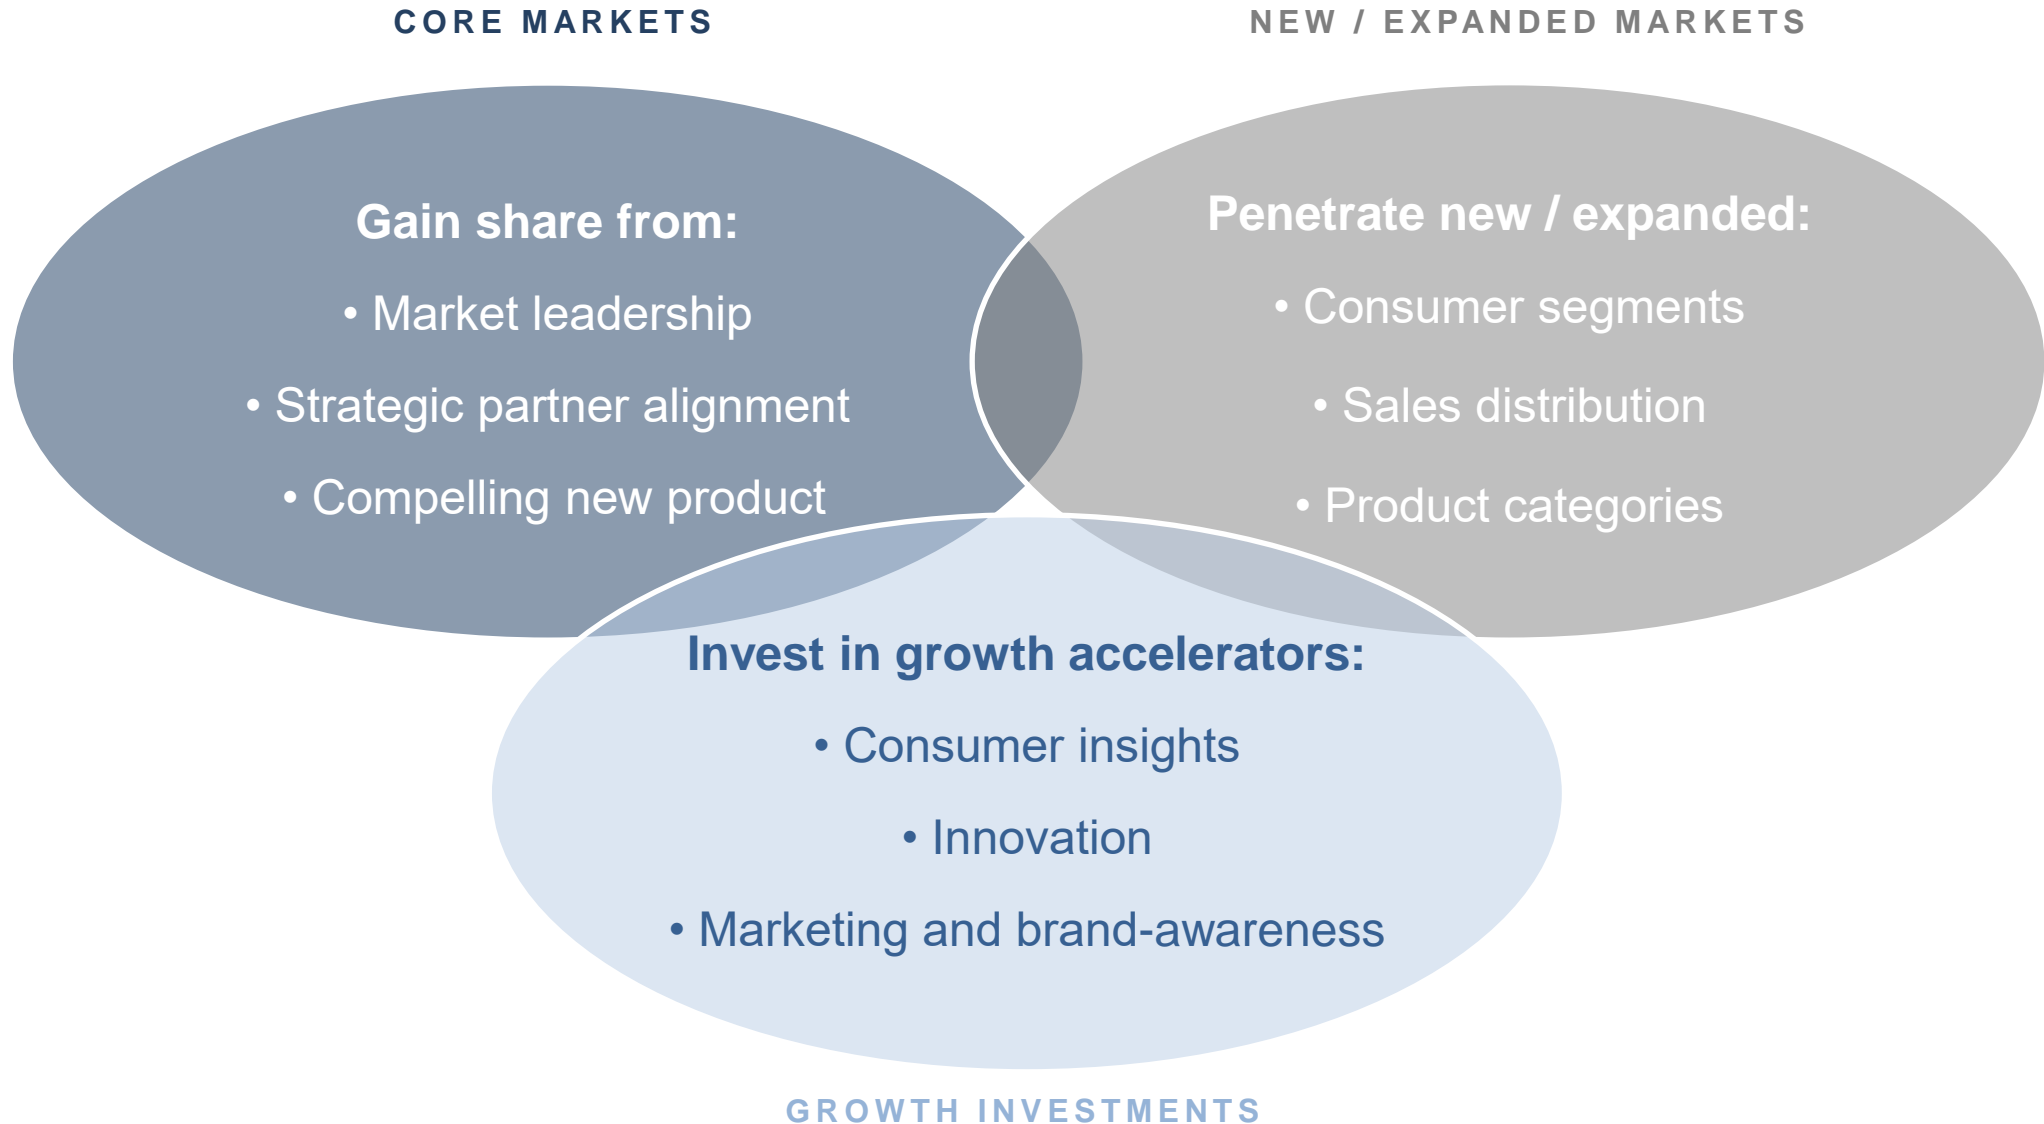 CORE MARKETS
NEW / EXPANDED MARKETS
Gain share from:
• Market leadership
• Strategic partner alignment
• Compelling new product
Penetrate new / expanded:
• Consumer segments
• Sales distribution
• Product categories
Invest in growth accelerators:
• Consumer insights
• Innovation
• Marketing and brand-awareness
GROWTH INVESTMENTS